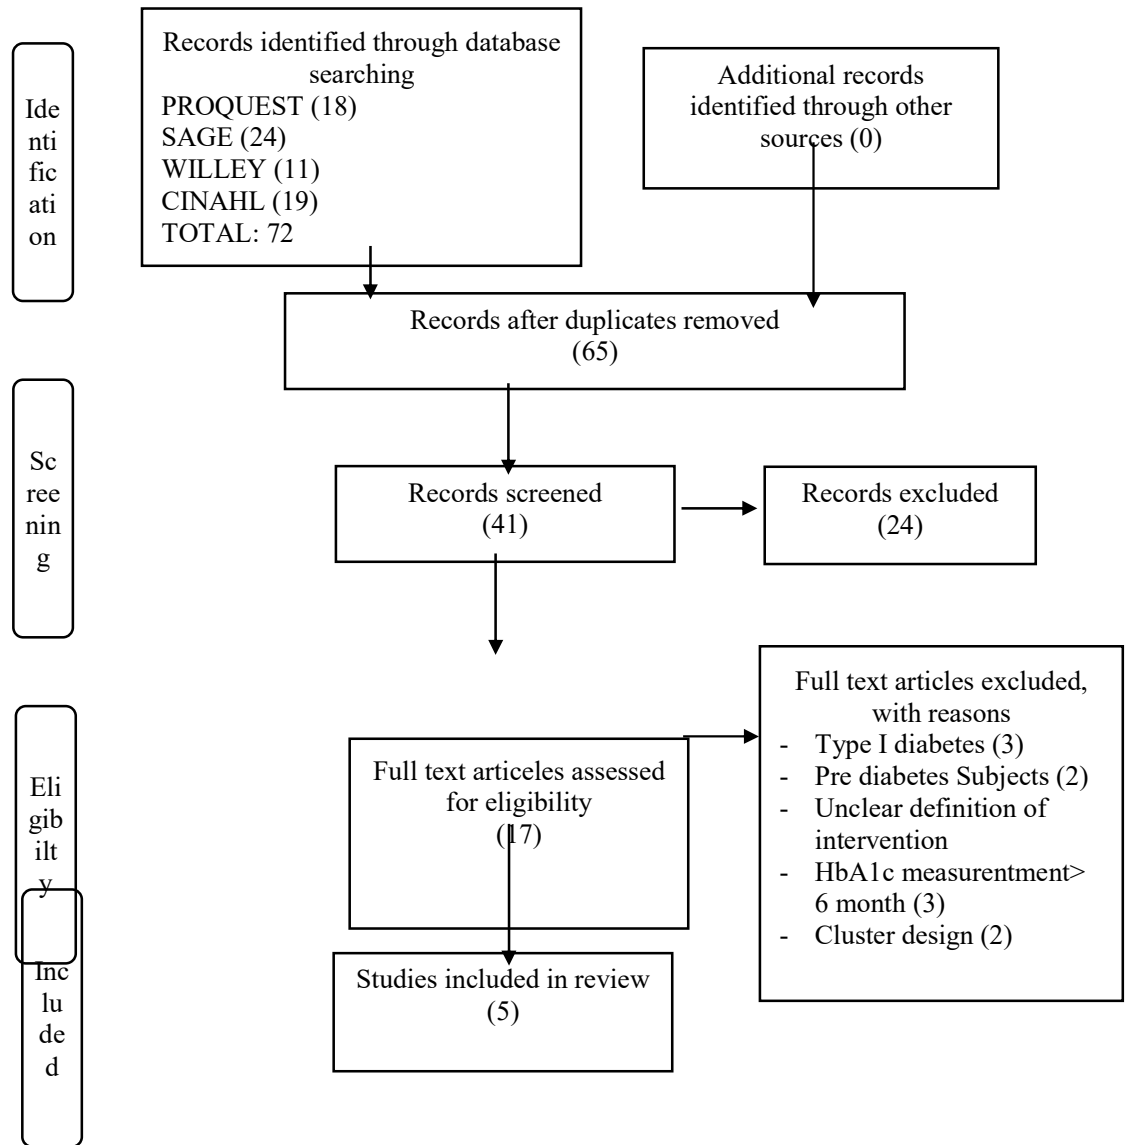 Ide
nti
fic
ati
on
Records identified through database
searching
PROQUEST (18)
SAGE (24)
WILLEY (11)
CINAHL (19)
TOTAL: 72
Additional records
identified through other
sources (0)
Records after duplicates removed
(65)
Sc
ree
nin
g
Records screened
(41)
Records excluded
(24)
Eli
gib
ilt
y
Full text articeles assessed
for eligibility
(17)
Full text articles excluded,
with reasons
- Type I diabetes (3)
- Pre diabetes Subjects (2)
- Unclear definition of
intervention
- HbA1c measurentment>
6 month (3)
- Cluster design (2)
Inc
lu
de
d
Studies included in review
(5)